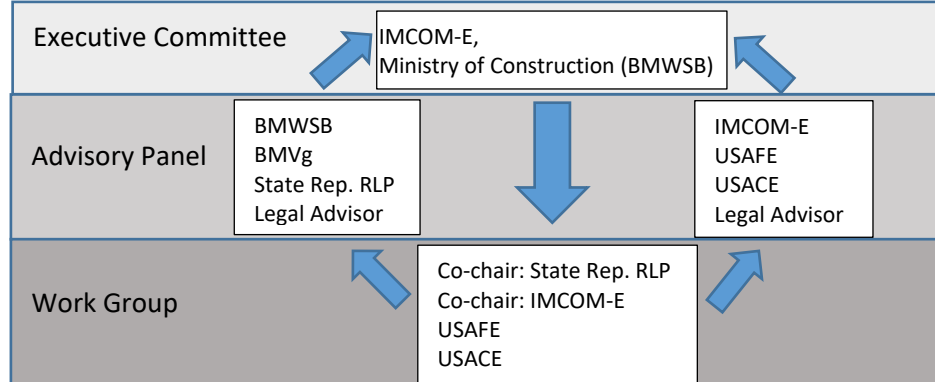 Executive Committee
IMCOM-E,
Ministry of Construction (BMWSB)
Advisory Panel
BMWSB
BMVg
State Rep. RLP
Legal Advisor
IMCOM-E
USAFE
USACE
Legal Advisor
Work Group
Co-chair: State Rep. RLP
Co-chair: IMCOM-E
USAFE
USACE